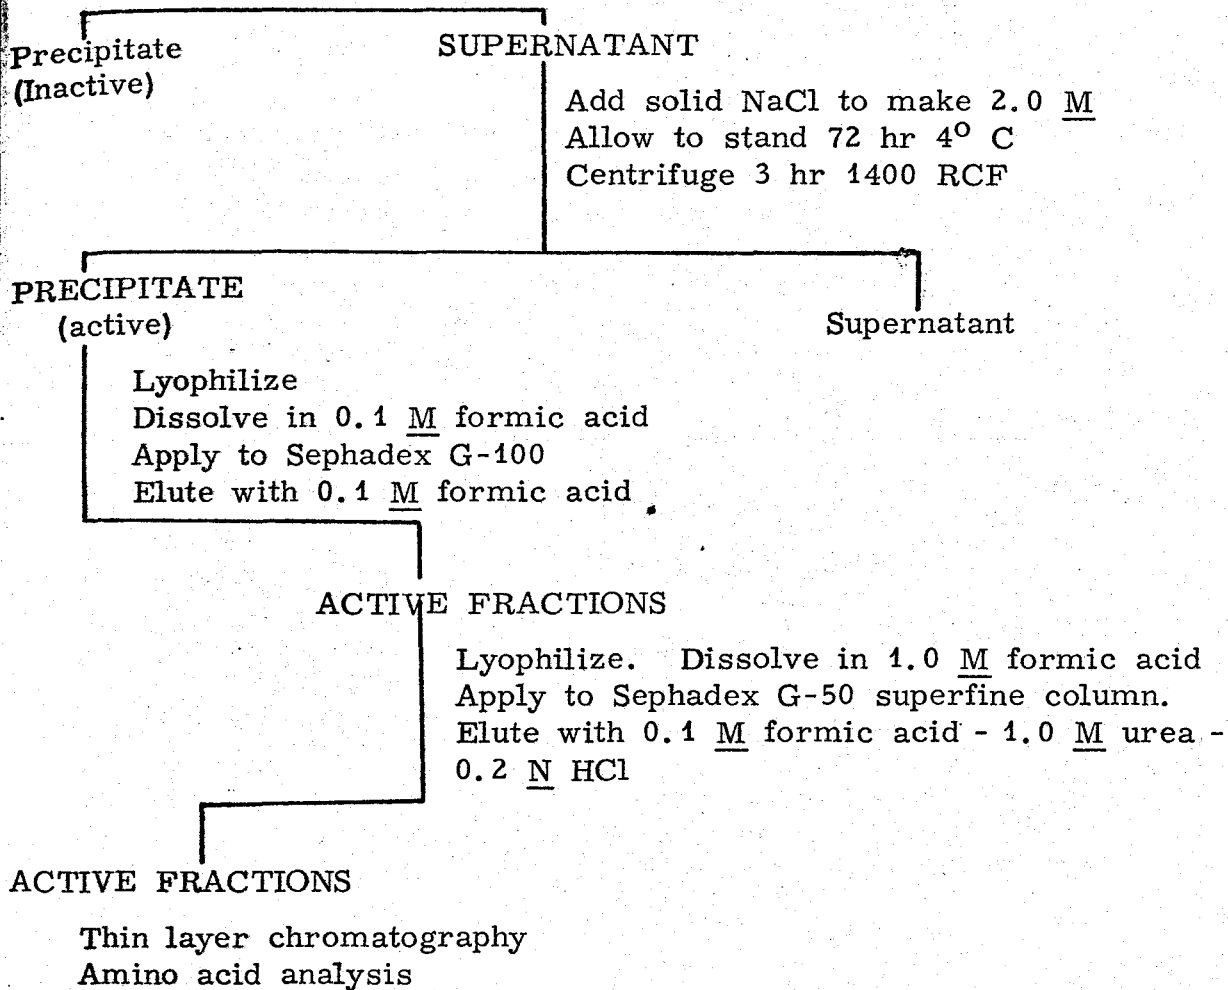 Precipitate
(Inactive)
SUPERNATANT
Add solid NaCl to make 2.0 M
Allow to stand 72 hr 4° C
Centrifuge 3 hr 1400 RCF
PRECIPITATE
(active)
Supernatant
Lyophilize
Dissolve in 0.1 M formic acid
Apply to Sephadex G-100
Elute with 0.1 M formic acid
ACTIVE FRACTIONS
Lyophilize. Dissolve in 1.0 M formic acid
Apply to Sephadex G-50 superfine column.
Elute with 0.1 M formic acid - 1.0 M urea -
0.2 N HCl
ACTIVE FRACTIONS
Thin layer chromatography
Amino acid analysis